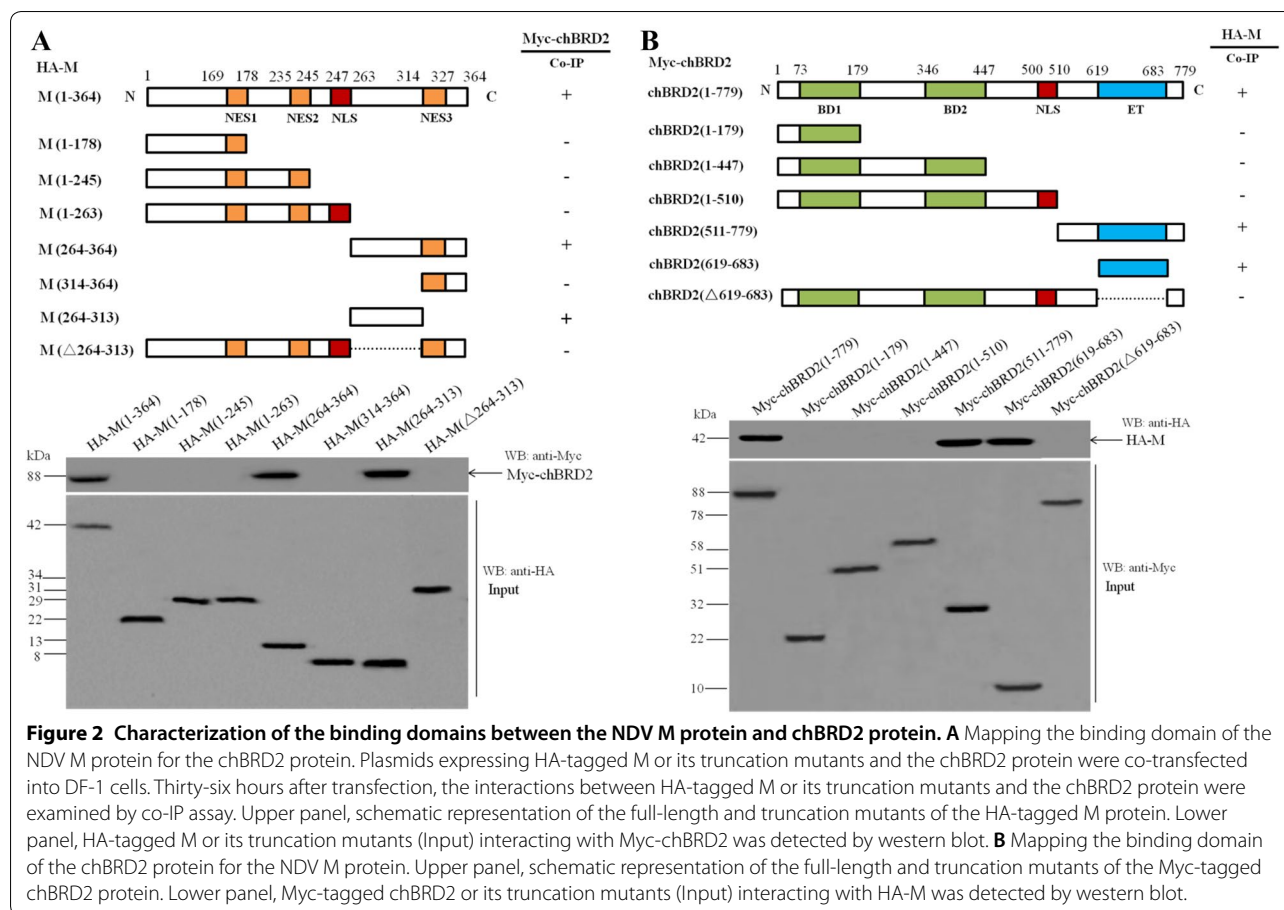 A
Myc-chBRD2
HA-M
Co-IP
1 169 178 235 245 247 263 314 327 364
M (1-364) N C +
NES1 NES2 NLS NES3
M (1-178) -
M (1-245) -
M (1-263) -
M (264-364) +
M (314-364) -
M (264-313) +
M (△264-313) -
HA-M(1-364) HA-M(1-178) HA-M(1-245) HA-M(1-263) HA-M(264-364) HA-M(314-364) HA-M(264-313) HA-M(△264-313)
kDa
WB: anti-Myc
88 Myc-chBRD2
42
34
31
29
22
13
8
WB: anti-HA
Input
B
HA-M
Myc-chBRD2
Co-IP
1 73 179 346 447 500 510 619 683 779
chBRD2(1-779) N C +
BD1 BD2 NLS ET
chBRD2(1-179) -
chBRD2(1-447) -
chBRD2(1-510) -
chBRD2(511-779) +
chBRD2(619-683) +
chBRD2(△619-683) -
Myc-chBRD2(1-779) Myc-chBRD2(1-179) Myc-chBRD2(1-447) Myc-chBRD2(1-510) Myc-chBRD2(511-779) Myc-chBRD2(619-683) Myc-chBRD2(△619-683)
kDa
WB: anti-HA
42 HA-M
88
78
58
51
32
22
10
WB: anti-Myc
Input
Figure 2 Characterization of the binding domains between the NDV M protein and chBRD2 protein. A Mapping the binding domain of the
NDV M protein for the chBRD2 protein. Plasmids expressing HA-tagged M or its truncation mutants and the chBRD2 protein were co-transfected
into DF-1 cells. Thirty-six hours after transfection, the interactions between HA-tagged M or its truncation mutants and the chBRD2 protein were
examined by co-IP assay. Upper panel, schematic representation of the full-length and truncation mutants of the HA-tagged M protein. Lower
panel, HA-tagged M or its truncation mutants (Input) interacting with Myc-chBRD2 was detected by western blot. B Mapping the binding domain
of the chBRD2 protein for the NDV M protein. Upper panel, schematic representation of the full-length and truncation mutants of the Myc-tagged
chBRD2 protein. Lower panel, Myc-tagged chBRD2 or its truncation mutants (Input) interacting with HA-M was detected by western blot.